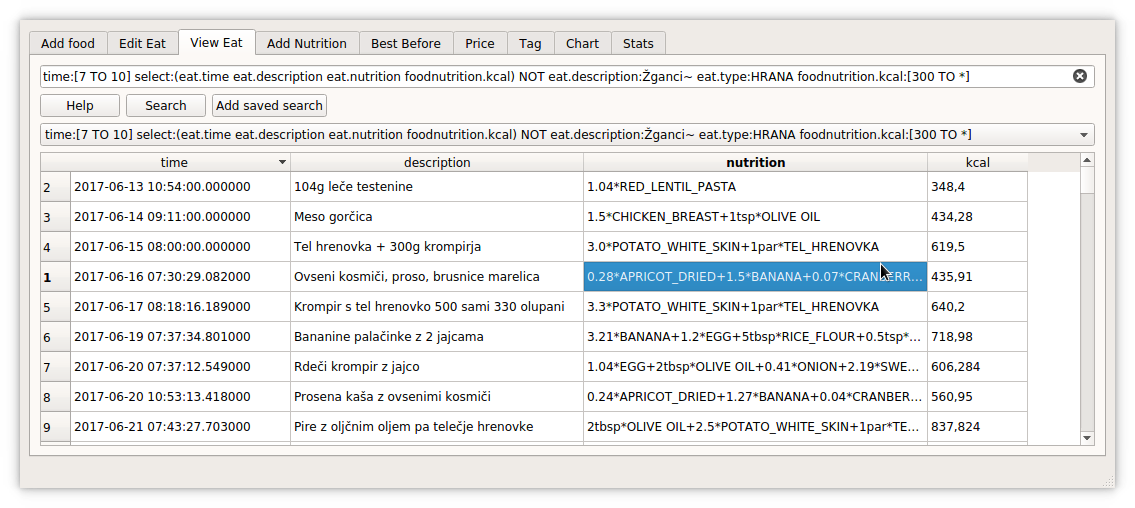 Add food Edit Eat View Eat Add Nutrition Best Before Price Tag Chart Stats
time:[7 TO 10] select:(eat.time eat.description eat.nutrition foodnutrition.kcal) NOT eat.description:Žganci~ eat.type:HRANA foodnutrition.kcal:[300 TO *]
Help Search Add saved search
time:[7 TO 10] select:(eat.time eat.description eat.nutrition foodnutrition.kcal) NOT eat.description:Žganci~ eat.type:HRANA foodnutrition.kcal:[300 TO *]
time description nutrition kcal
2 2017-06-13 10:54:00.000000 104g leče testenine 1.04*RED_LENTIL_PASTA 348,4
3 2017-06-14 09:11:00.000000 Meso gorčica 1.5*CHICKEN_BREAST+1tsp*OLIVE OIL 434,28
4 2017-06-15 08:00:00.000000 Tel hrenovka + 300g krompirja 3.0*POTATO_WHITE_SKIN+1par*TEL_HRENOVKA 619,5
1 2017-06-16 07:30:29.082000 Ovseni kosmiči, proso, brusnice marelica 0.28*APRICOT_DRIED+1.5*BANANA+0.07*CRANBERR... 435,91
5 2017-06-17 08:18:16.189000 Krompir s tel hrenovko 500 sami 330 olupani 3.3*POTATO_WHITE_SKIN+1par*TEL_HRENOVKA 640,2
6 2017-06-19 07:37:34.801000 Bananine palačinke z 2 jajcama 3.21*BANANA+1.2*EGG+5tbsp*RICE_FLOUR+0.5tsp*... 718,98
7 2017-06-20 07:37:12.549000 Rdeči krompir z jajco 1.04*EGG+2tbsp*OLIVE OIL+0.41*ONION+2.19*SWE... 606,284
8 2017-06-20 10:53:13.418000 Prosena kaša z ovsenimi kosmiči 0.24*APRICOT_DRIED+1.27*BANANA+0.04*CRANBER... 560,95
9 2017-06-21 07:43:27.703000 Pire z oljčnim oljem pa telečje hrenovke 2tbsp*OLIVE OIL+2.5*POTATO_WHITE_SKIN+1par*TE... 837,824